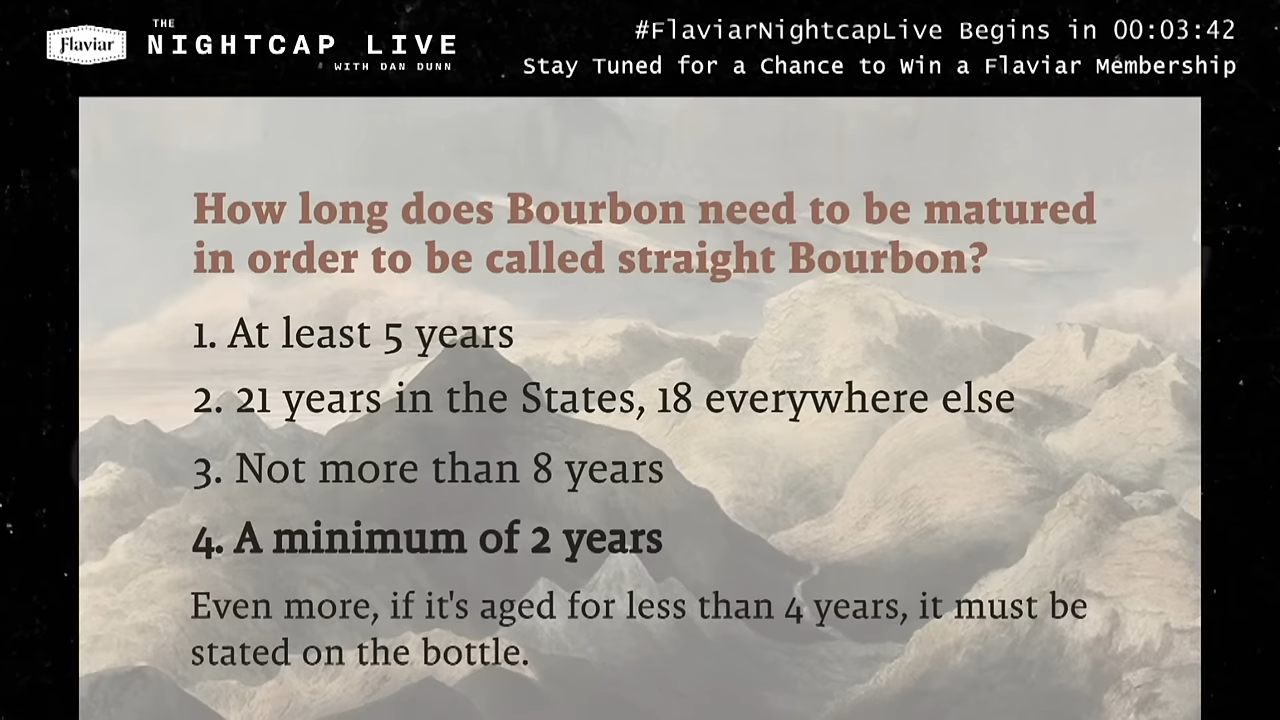 Flaviar
THE
NIGHTCAP LIVE
WITH DAN DUNN
#FlaviarNightcapLive Begins in 00:03:42
Stay Tuned for a Chance to Win a Flaviar Membership
How long does Bourbon need to be matured
in order to be called straight Bourbon?
1. At least 5 years
2. 21 years in the States, 18 everywhere else
3. Not more than 8 years
4. A minimum of 2 years
Even more, if it's aged for less than 4 years, it must be
stated on the bottle.